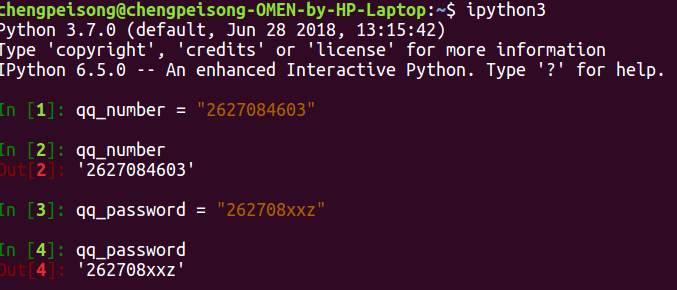 chengpeisong@chengpeisong-OMEN-by-HP-Laptop:~$ ipython3
Python 3.7.0 (default, Jun 28 2018, 13:15:42)
Type 'copyright', 'credits' or 'license' for more information
IPython 6.5.0 -- An enhanced Interactive Python. Type '?' for help.
In [1]: qq_number = "2627084603"
In [2]: qq_number
Out[2]: '2627084603'
In [3]: qq_password = "262708xxz"
In [4]: qq_password
Out[4]: '262708xxz'